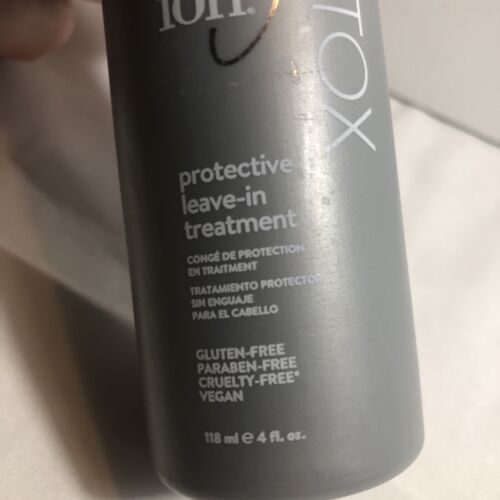 ion®
TOX
protective
leave-in
treatment
CONGÉ DE PROTECTION
EN TRAITMENT
TRATAMIENTO PROTECTOR
SIN ENGUAJE
PARA EL CABELLO
GLUTEN-FREE
PARABEN-FREE
CRUELTY-FREE*
VEGAN
118 ml e 4 fl. oz.